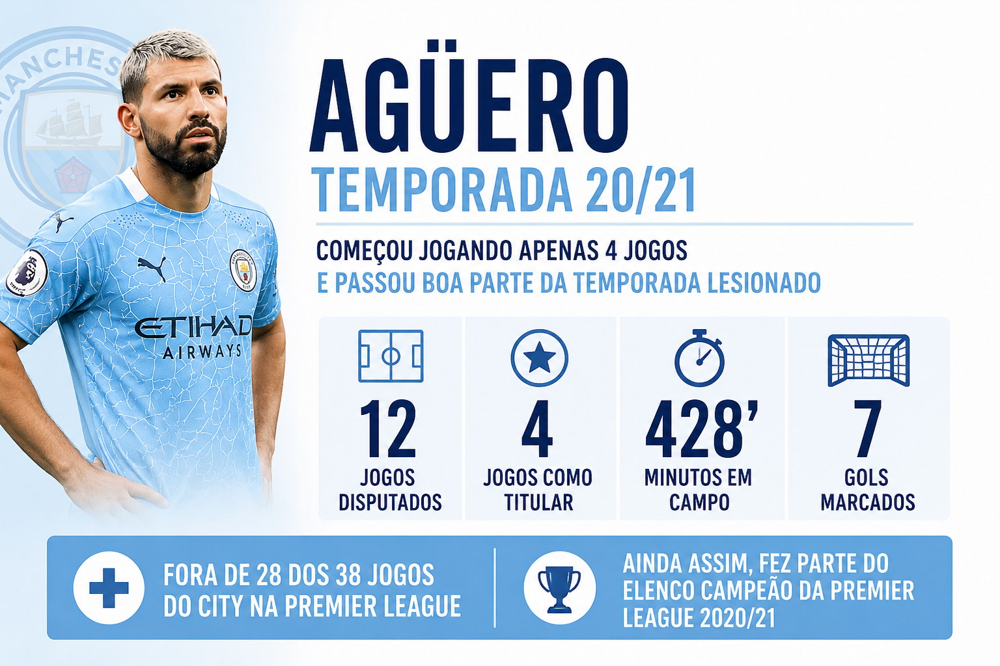 MANCHES
AGÜERO
TEMPORADA 20/21
COMEÇOU JOGANDO APENAS 4 JOGOS
E PASSOU BOA PARTE DA TEMPORADA LESIONADO
ETIHAD
AIRWAYS
12
JOGOS
DISPUTADOS
4
JOGOS COMO
TITULAR
428’
MINUTOS EM
CAMPO
7
GOLS
MARCADOS
FORA DE 28 DOS 38 JOGOS
DO CITY NA PREMIER LEAGUE
AINDA ASSIM, FEZ PARTE DO
ELENCO CAMPEÃO DA PREMIER
LEAGUE 2020/21